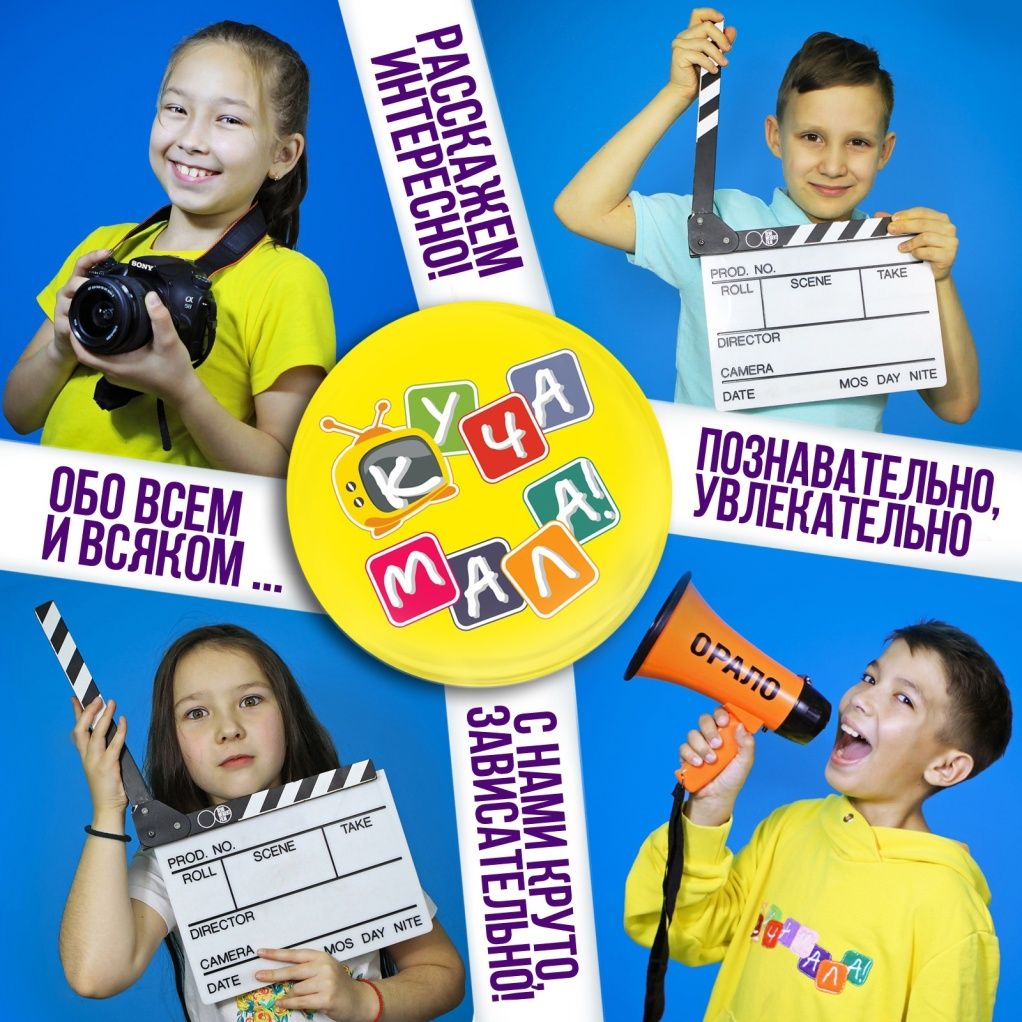 РАССКАЖЕМ
ИНТЕРЕСНО!
SONY
α
PROD. NO.
ROLL SCENE TAKE
DIRECTOR
CAMERA
DATE MOS DAY NITE
КУЧА
МАЛА!
ОБО ВСЕМ
И ВСЯКОМ ...
ПОЗНАВАТЕЛЬНО,
УВЛЕКАТЕЛЬНО
PROD. NO.
ROLL SCENE TAKE
DIRECTOR
CAMERA
DATE MOS DAY NITE
С НАМИ КРУТО,
ЗАВИСАТЕЛЬНО!
ОРАЛО
МАЛА!